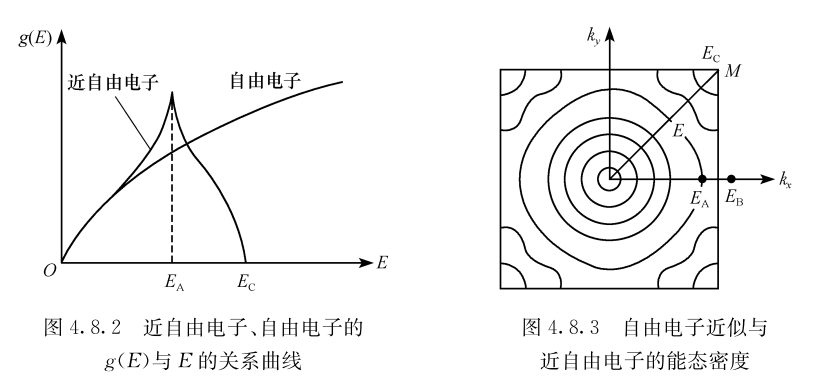 g(E)
近自由电子
自由电子
O
E_A
E_C
E
图 4.8.2 近自由电子、自由电子的
g(E)与 E 的关系曲线
k_y
E_C
M
E
k_x
E_A
E_B
图 4.8.3 自由电子近似与
近自由电子的能态密度